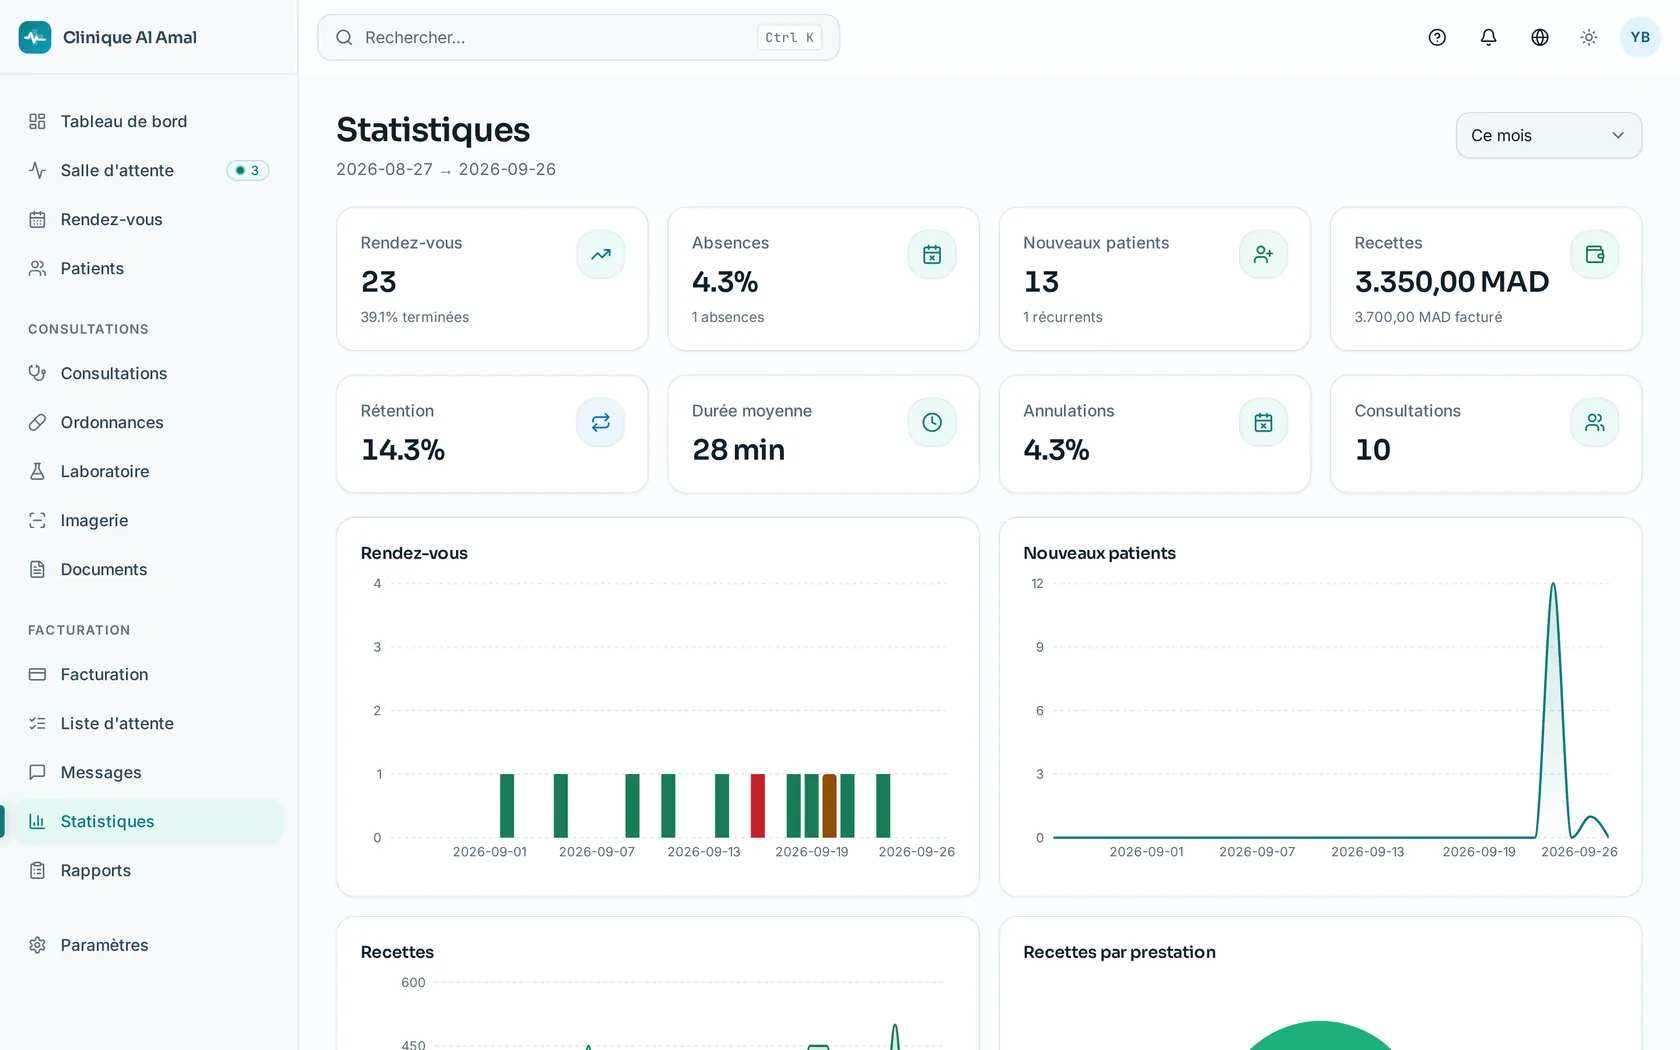 Clinique Al Amal
Rechercher...
Ctrl K
YB
Tableau de bord
Salle d'attente
3
Rendez-vous
Patients
CONSULTATIONS
Consultations
Ordonnances
Laboratoire
Imagerie
Documents
FACTURATION
Facturation
Liste d'attente
Messages
Statistiques
Rapports
Paramètres
Statistiques
2026-08-27 → 2026-09-26
Ce mois
Rendez-vous
23
39.1% terminées
Absences
4.3%
1 absences
Nouveaux patients
13
1 récurrents
Recettes
3.350,00 MAD
3.700,00 MAD facturé
Rétention
14.3%
Durée moyenne
28 min
Annulations
4.3%
Consultations
10
Rendez-vous
4
3
2
1
0
2026-09-01 2026-09-07 2026-09-13 2026-09-19 2026-09-26
Nouveaux patients
12
9
6
3
0
2026-09-01 2026-09-07 2026-09-13 2026-09-19 2026-09-26
Recettes
600
450
Recettes par prestation